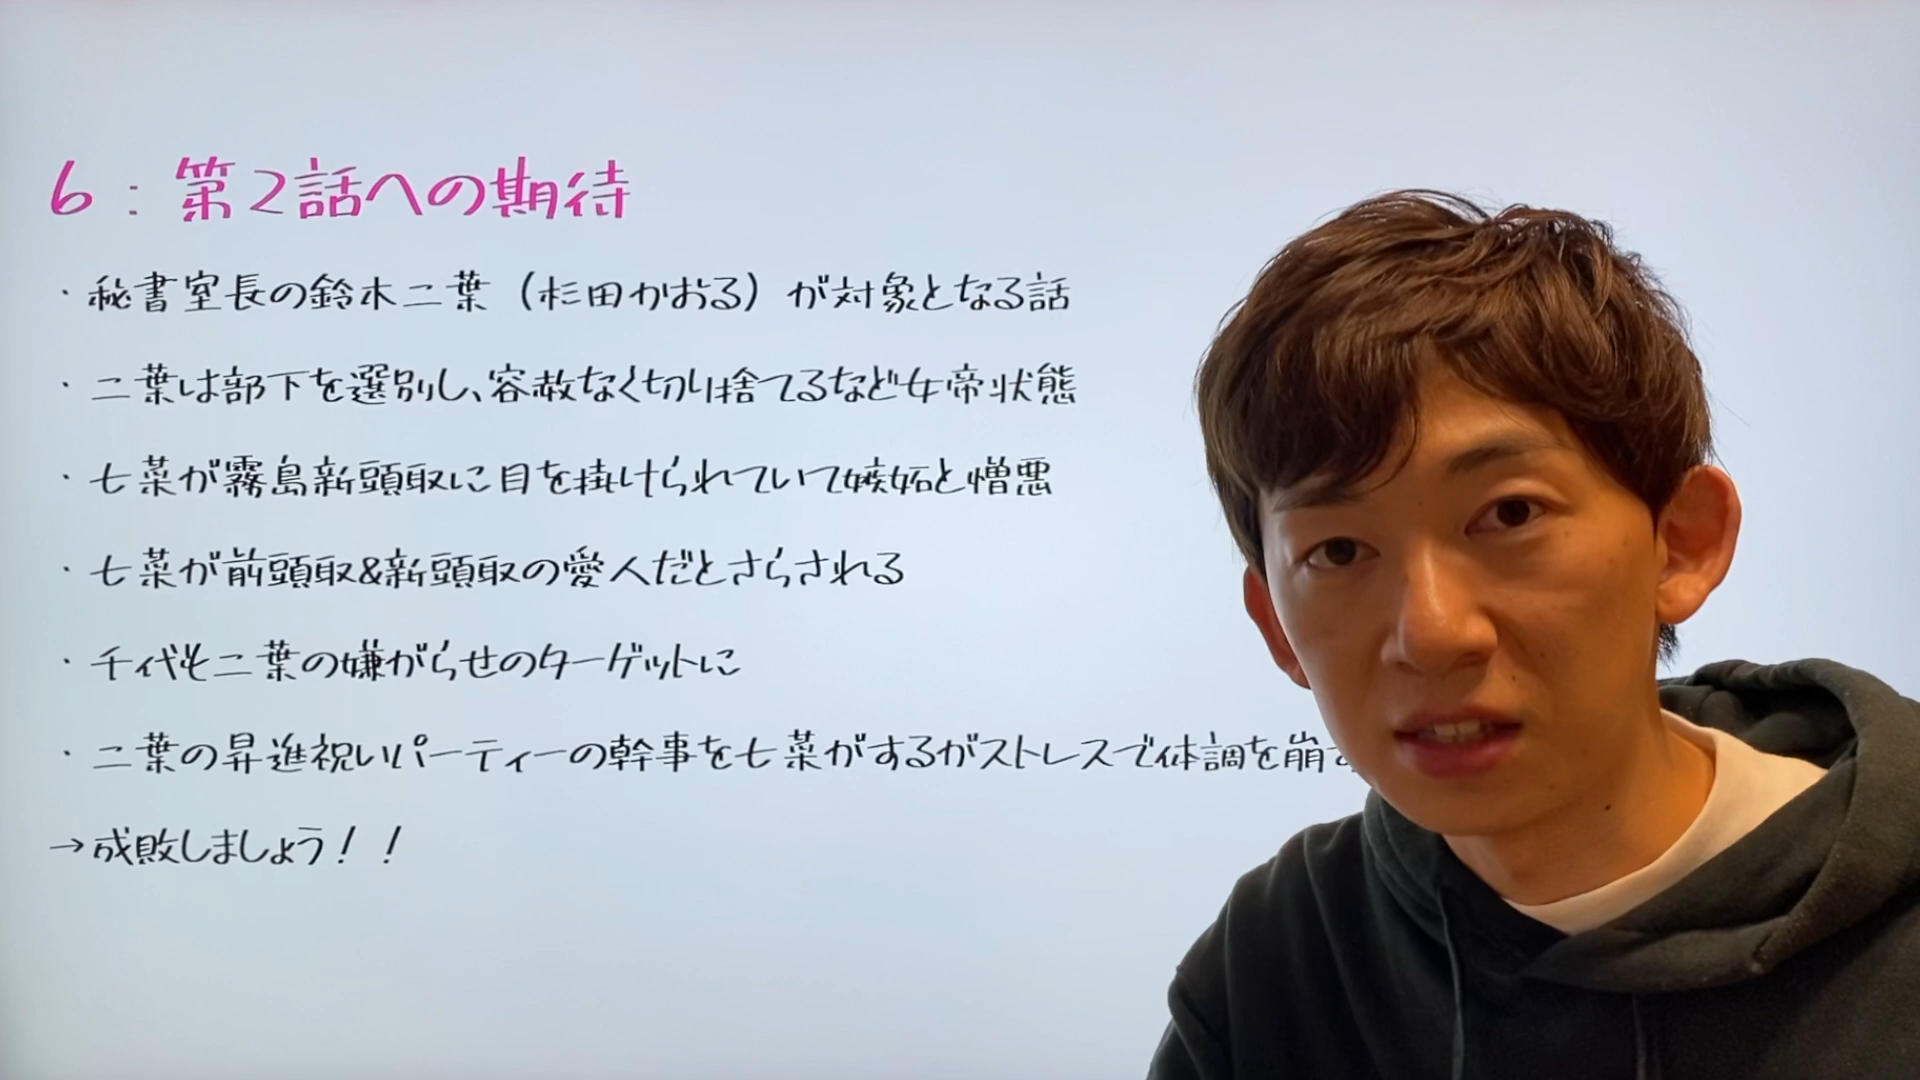 6：第2話への期待
・秘書室長の鈴木二葉（杉田かおる）が対象となる話
・二葉は部下を選別し、容赦なく切り捨てるなど女帝状態
・七菜が霧島新頭取に目を掛けられていて嫉妬と憎悪
・七菜が前頭取&新頭取の愛人だとさらされる
・千代も二葉の嫌がらせのターゲットに
・二葉の昇進祝いパーティーの幹事を七菜がするがストレスで体調を崩す
→成敗しましょう！！